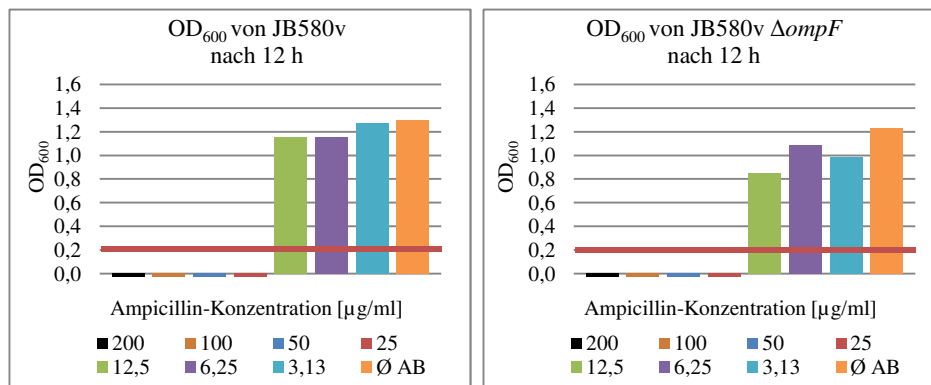 OD600 von JB580v
nach 12 h
1,6
1,4
1,2
1,0
0,8
0,6
0,4
0,2
0,0
OD600
Ampicillin-Konzentration [µg/ml]
200 100 50 25
12,5 6,25 3,13 Ø AB
OD600 von JB580v ΔompF
nach 12 h
1,6
1,4
1,2
1,0
0,8
0,6
0,4
0,2
0,0
OD600
Ampicillin-Konzentration [µg/ml]
200 100 50 25
12,5 6,25 3,13 Ø AB